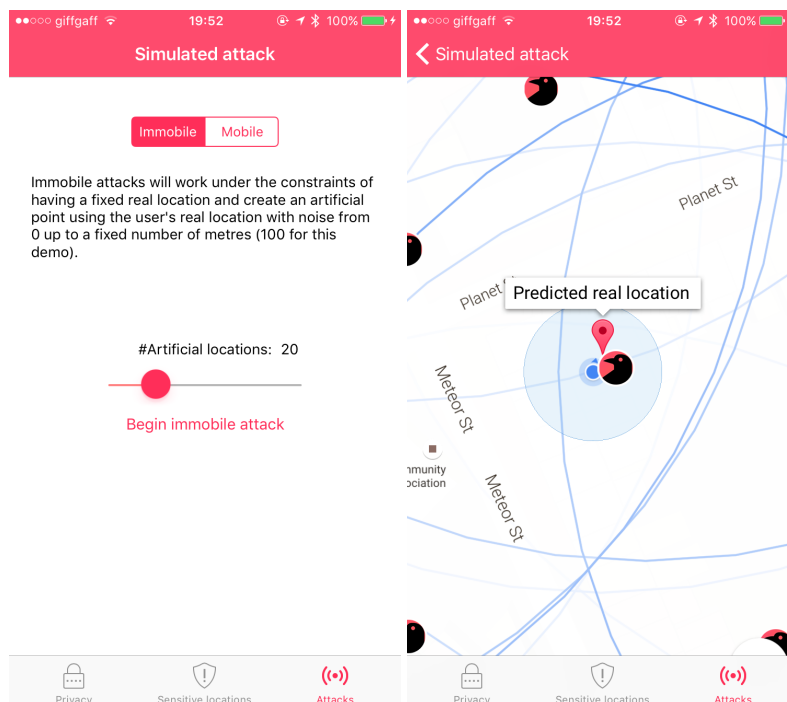 giffgaff 19:52 100%
Simulated attack
Immobile Mobile
Immobile attacks will work under the constraints of
having a fixed real location and create an artificial
point using the user's real location with noise from
0 up to a fixed number of metres (100 for this
demo).
#Artificial locations: 20
Begin immobile attack
Privacy Sensitive locations Attacks
giffgaff 19:52 100%
Simulated attack
Planet St
Predicted real location
Planet
Meteor St
mmunity
ociation
Meteor St
Privacy Sensitive locations Attacks